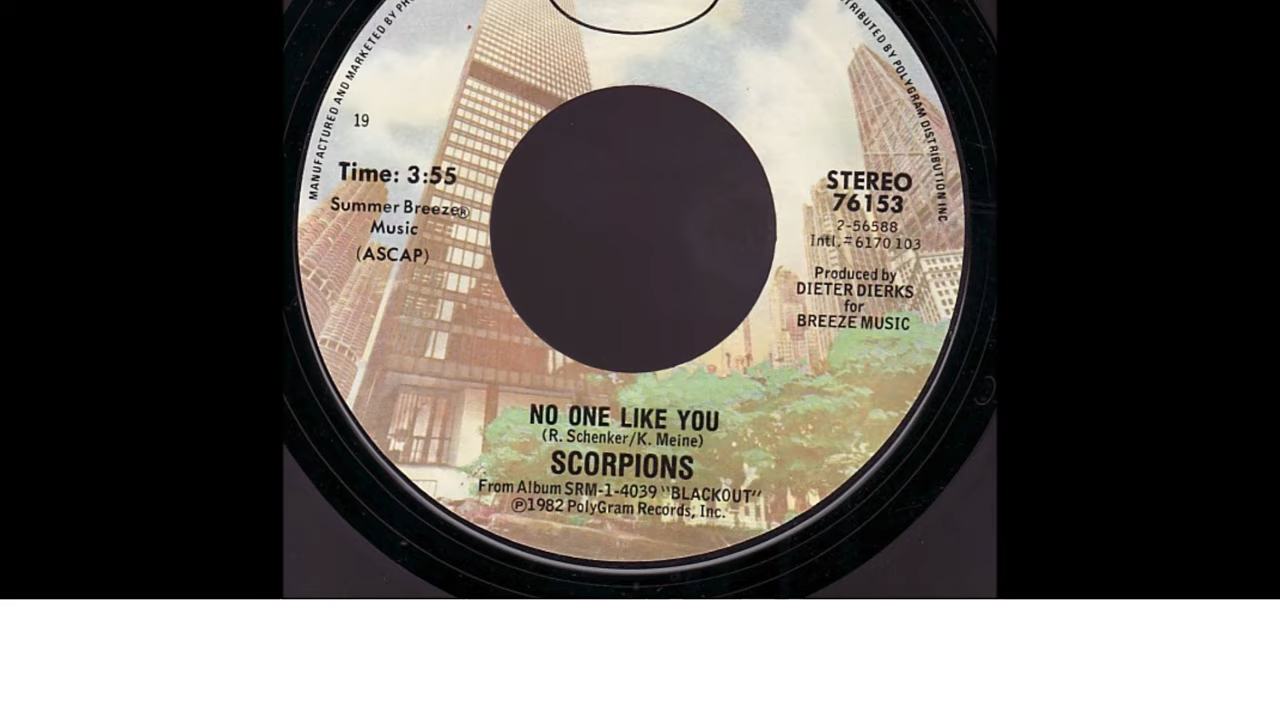 MANUFACTURED AND MARKETED BY
BY POLYGRAM DISTRIBUTION INC
19
Time: 3:55
Summer Breeze®
Music
(ASCAP)
STEREO
76153
2-56588
Intl.#6170 103
Produced by
DIETER DIERKS
for
BREEZE MUSIC
NO ONE LIKE YOU
(R. Schenker/K. Meine)
SCORPIONS
From Album SRM-1-4039 "BLACKOUT"
℗1982 PolyGram Records, Inc.